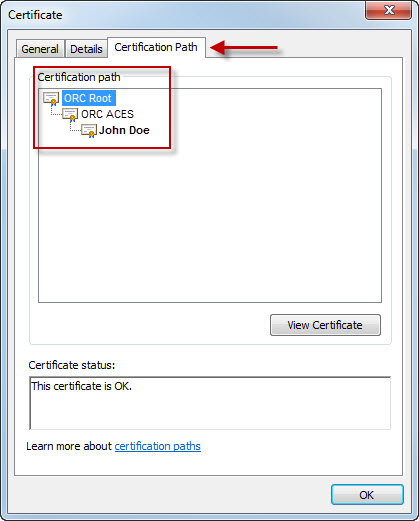 Certificate
General Details Certification Path
Certification path
ORC Root
ORC ACES
John Doe
View Certificate
Certificate status:
This certificate is OK.
Learn more about certification paths
OK